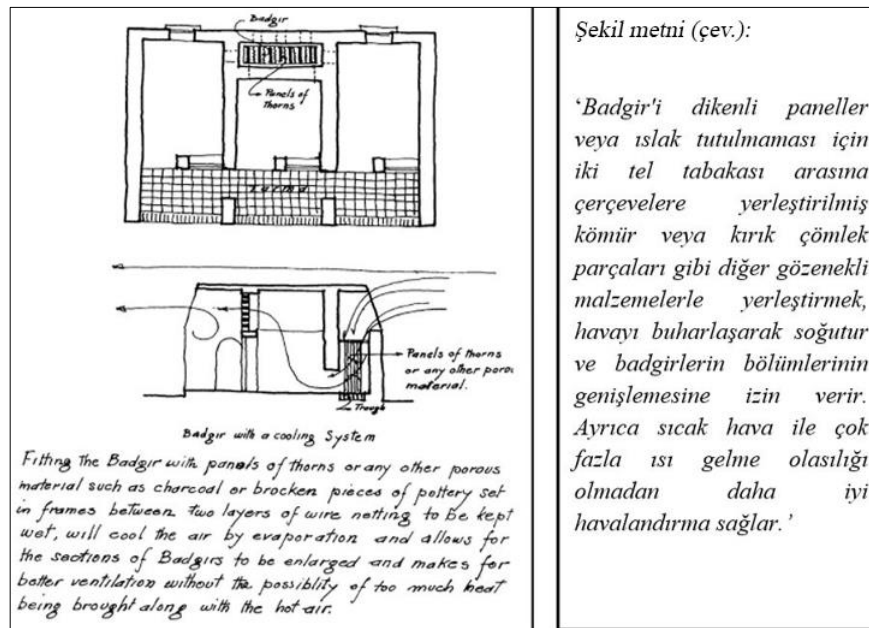 Badgir
Panels of
thorns
Tarma
Panels of thorns
or any other porou
material.
Trough
Badgir with a cooling System
Fitting The Badgir with panels of thorns or any other porous
material such as charcoal or brocken pieces of pottery set
in frames between two layers of wire netting to be kept
wet, will cool the air by evaporation and allows for
the sections of Badgirs to be enlarged and makes for
better ventilation without the possiblity of too much heat
being brought along with the hot air.
Şekil metni (çev.):
‘Badgir'i dikenli paneller
veya ıslak tutulmaması için
iki tel tabakası arasına
çerçevelere yerleştirilmiş
kömür veya kırık çömlek
parçaları gibi diğer gözenekli
malzemelerle yerleştirmek,
havayı buharlaşarak soğutur
ve badgirlerin bölümlerinin
genişlemesine izin verir.
Ayrıca sıcak hava ile çok
fazla ısı gelme olasılığı
olmadan daha iyi
havalandırma sağlar.’